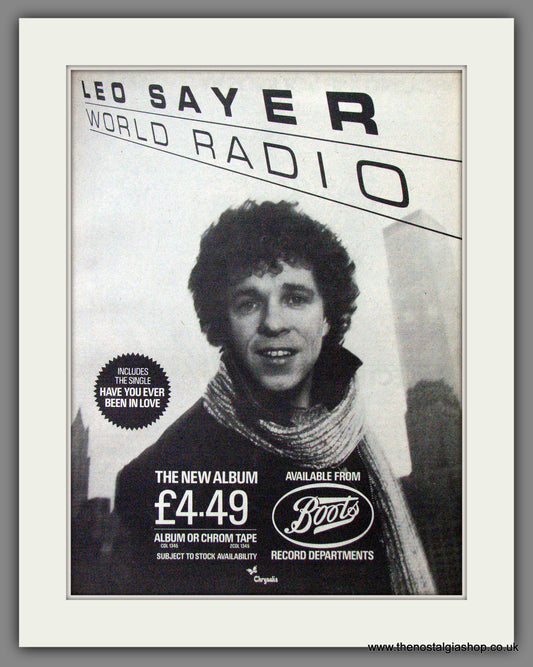 LEO SAYER
WORLD RADIO
INCLUDES
THE SINGLE
HAVE YOU EVER
BEEN IN LOVE
THE NEW ALBUM
£4·49
ALBUM OR CHROM TAPE
CDL 1345 ZCDL 1345
SUBJECT TO STOCK AVAILABILITY
AVAILABLE FROM
Boots
RECORD DEPARTMENTS
Chrysalis
www.thenostalgiashop.co.uk